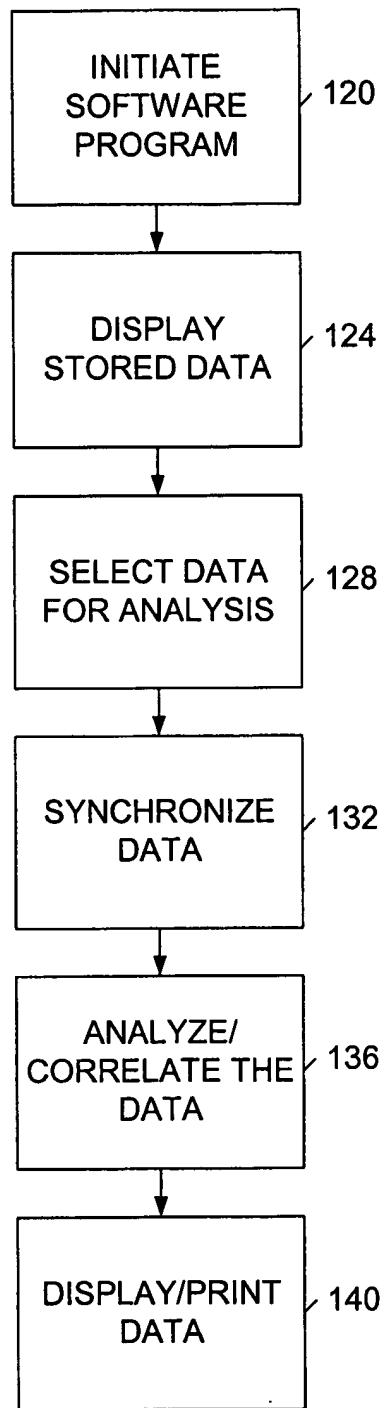 INITIATE
SOFTWARE
PROGRAM
120
DISPLAY
STORED DATA
124
SELECT DATA
FOR ANALYSIS
128
SYNCHRONIZE
DATA
132
ANALYZE/
CORRELATE THE
DATA
136
DISPLAY/PRINT
DATA
140